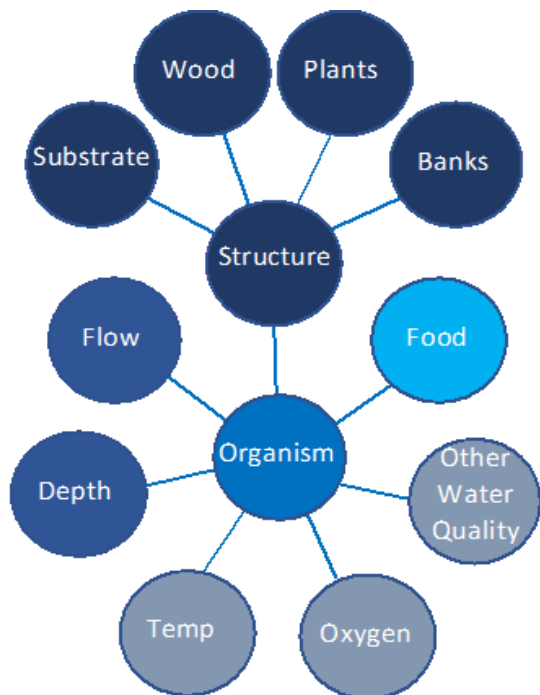 Wood
Plants
Substrate
Banks
Structure
Flow
Food
Organism
Depth
Other
Water
Quality
Temp
Oxygen